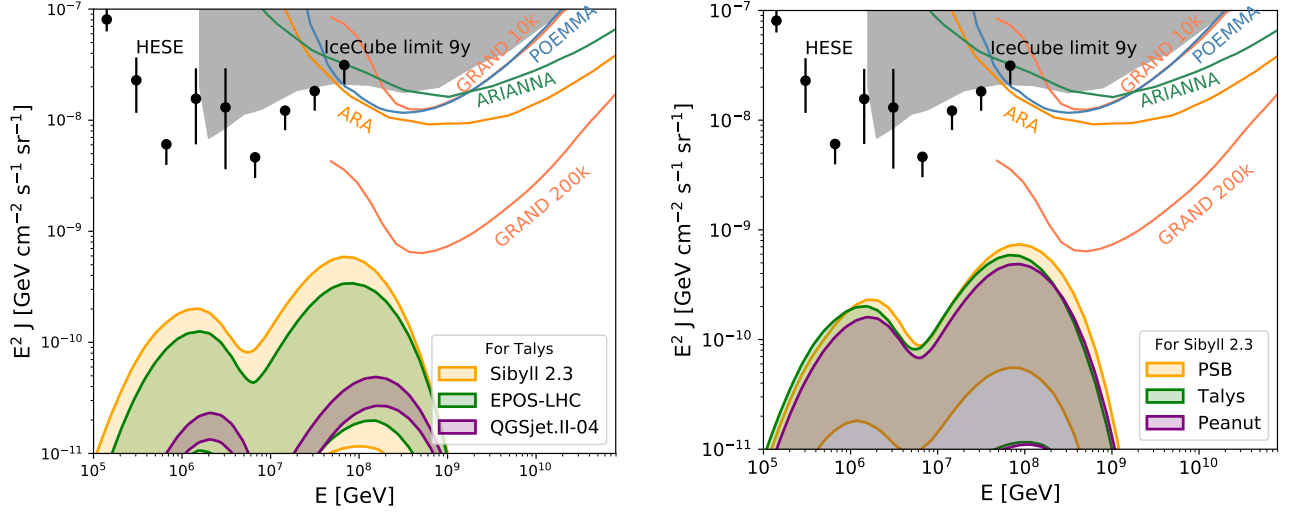 10⁻⁷
10⁻⁸
10⁻⁹
10⁻¹⁰
10⁻¹¹
E² J [GeV cm⁻² s⁻¹ sr⁻¹]
HESE
IceCube limit 9y
GRAND 10k
POEMMA
ARIANNA
ARA
GRAND 200k
For Talys
Sibyll 2.3
EPOS-LHC
QGSjet.II-04
10⁵ 10⁶ 10⁷ 10⁸ 10⁹ 10¹⁰
E [GeV]
10⁻⁷
10⁻⁸
10⁻⁹
10⁻¹⁰
10⁻¹¹
E² J [GeV cm⁻² s⁻¹ sr⁻¹]
HESE
IceCube limit 9y
GRAND 10k
POEMMA
ARIANNA
ARA
GRAND 200k
For Sibyll 2.3
PSB
Talys
Peanut
10⁵ 10⁶ 10⁷ 10⁸ 10⁹ 10¹⁰
E [GeV]